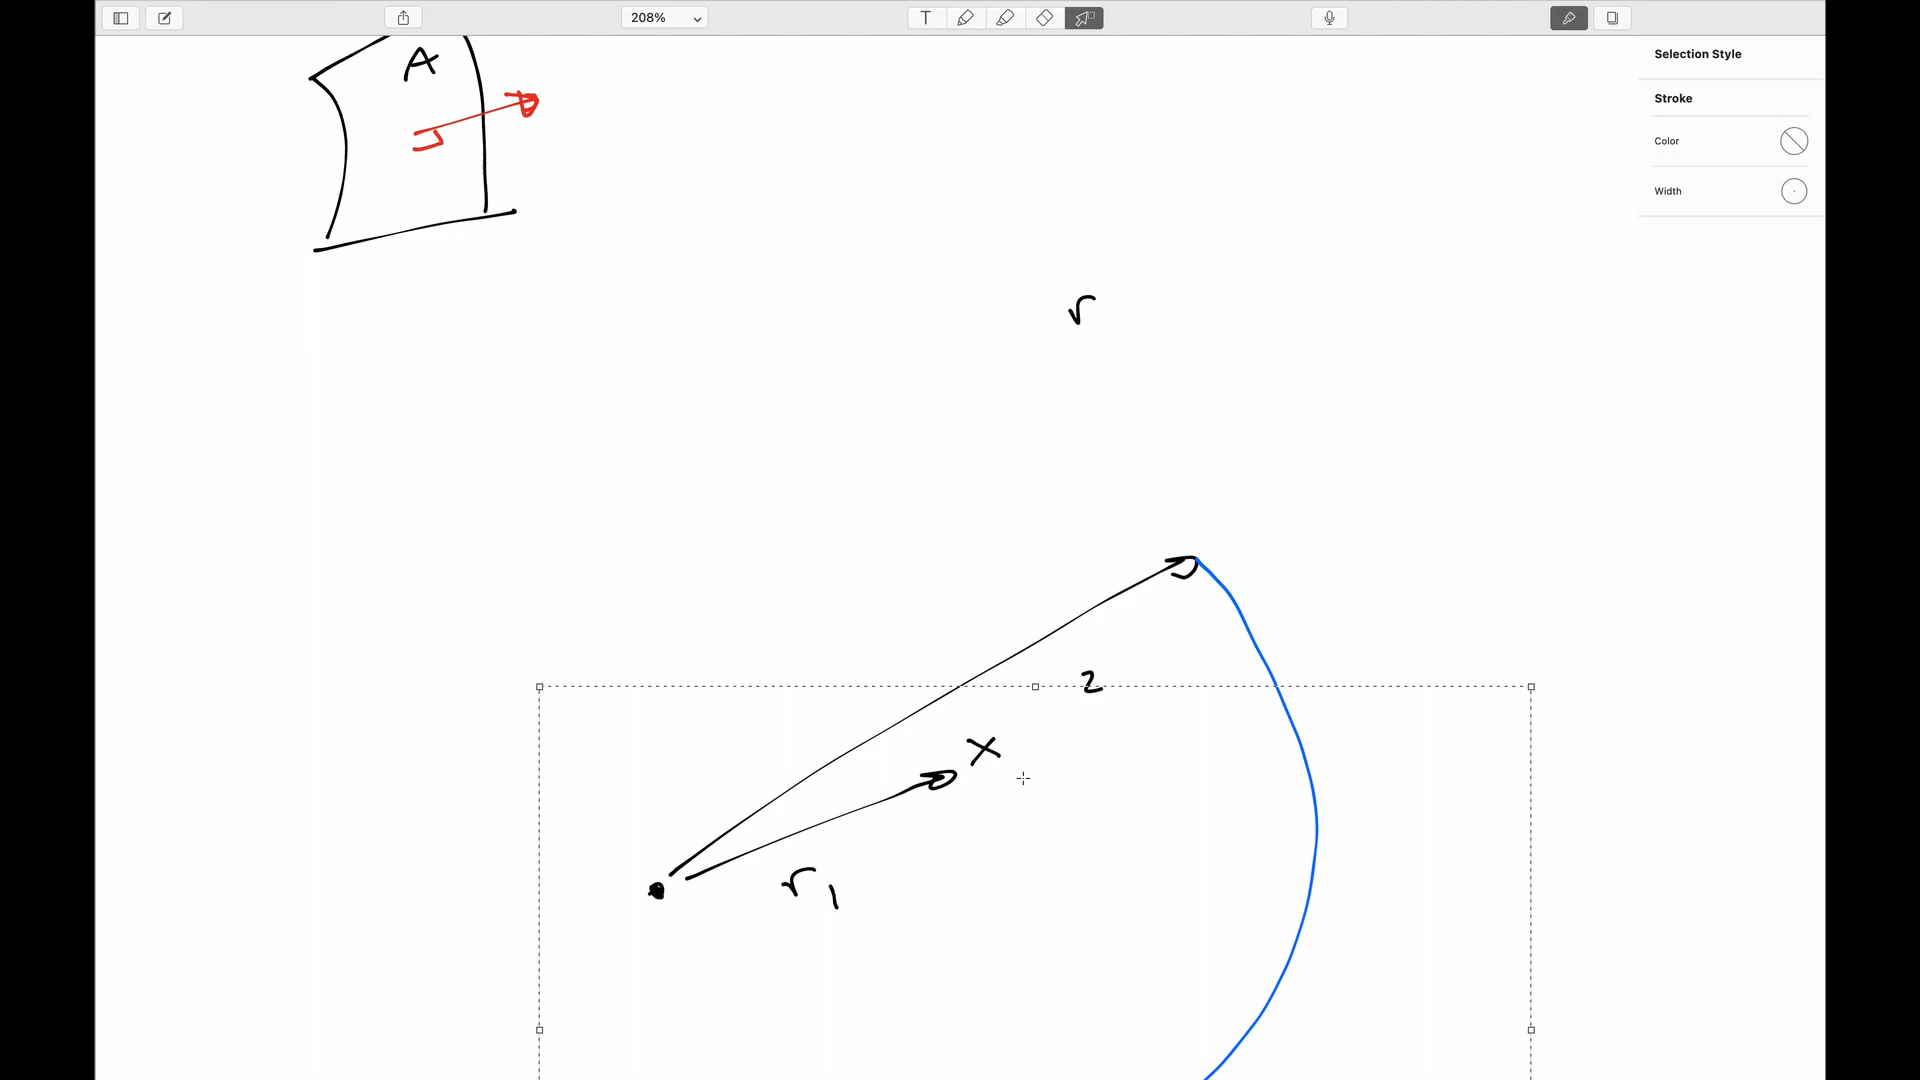 208%
T
Selection Style
Stroke
Color
Width
A
J
r
2
x
r1